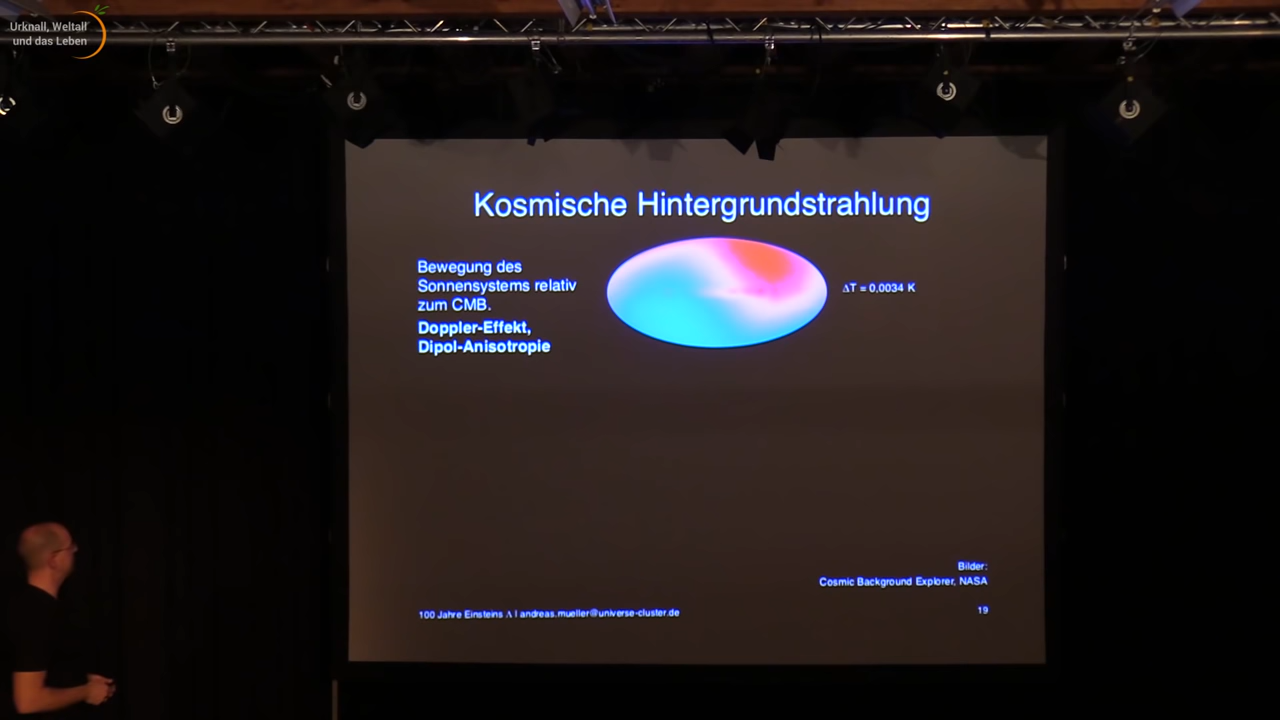 Urknall, Weltall
und das Leben
Kosmische Hintergrundstrahlung
Bewegung des
Sonnensystems relativ
zum CMB.
Doppler-Effekt,
Dipol-Anisotropie
ΔT = 0,0034 K
Bilder:
Cosmic Background Explorer, NASA
100 Jahre Einsteins Λ | andreas.mueller@universe-cluster.de
19